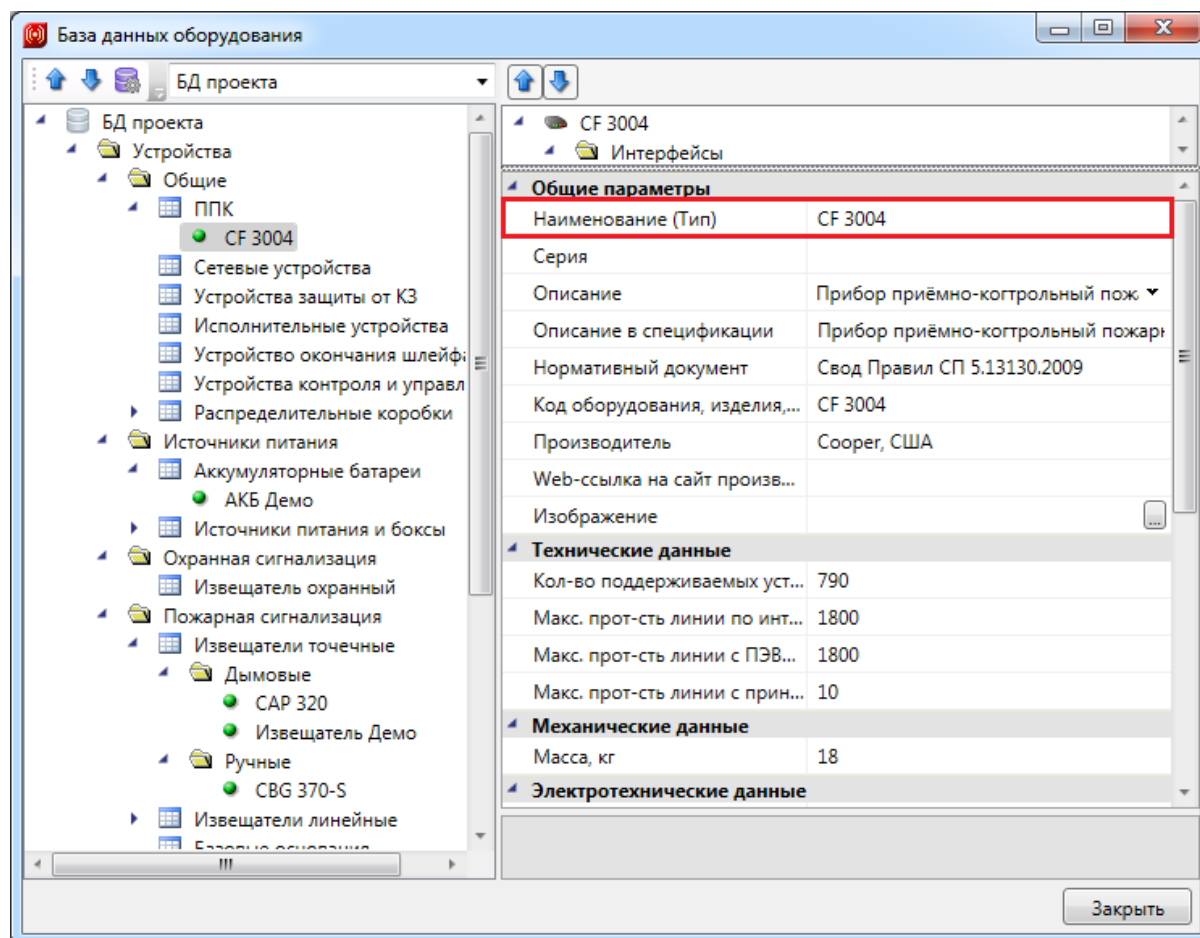 База данных оборудования
БД проекта
БД проекта
Устройства
Общие
ППК
CF 3004
Сетевые устройства
Устройства защиты от КЗ
Исполнительные устройства
Устройство окончания шлейфа
Устройства контроля и управл
Распределительные коробки
Источники питания
Аккумуляторные батареи
АКБ Демо
Источники питания и боксы
Охранная сигнализация
Извещатель охранный
Пожарная сигнализация
Извещатели точечные
Дымовые
CAP 320
Извещатель Демо
Ручные
CBG 370-S
Извещатели линейные
Базовые основания
CF 3004
Интерфейсы
Общие параметры
Наименование (Тип) CF 3004
Серия
Описание Прибор приёмно-когтрольный пож
Описание в спецификации Прибор приёмно-когтрольный пожарн
Нормативный документ Свод Правил СП 5.13130.2009
Код оборудования, изделия,... CF 3004
Производитель Cooper, США
Web-ссылка на сайт произв...
Изображение ...
Технические данные
Кол-во поддерживаемых уст... 790
Макс. прот-сть линии по инт... 1800
Макс. прот-сть линии с ПЭВ... 1800
Макс. прот-сть линии с прин... 10
Механические данные
Масса, кг 18
Электротехнические данные
Закрыть